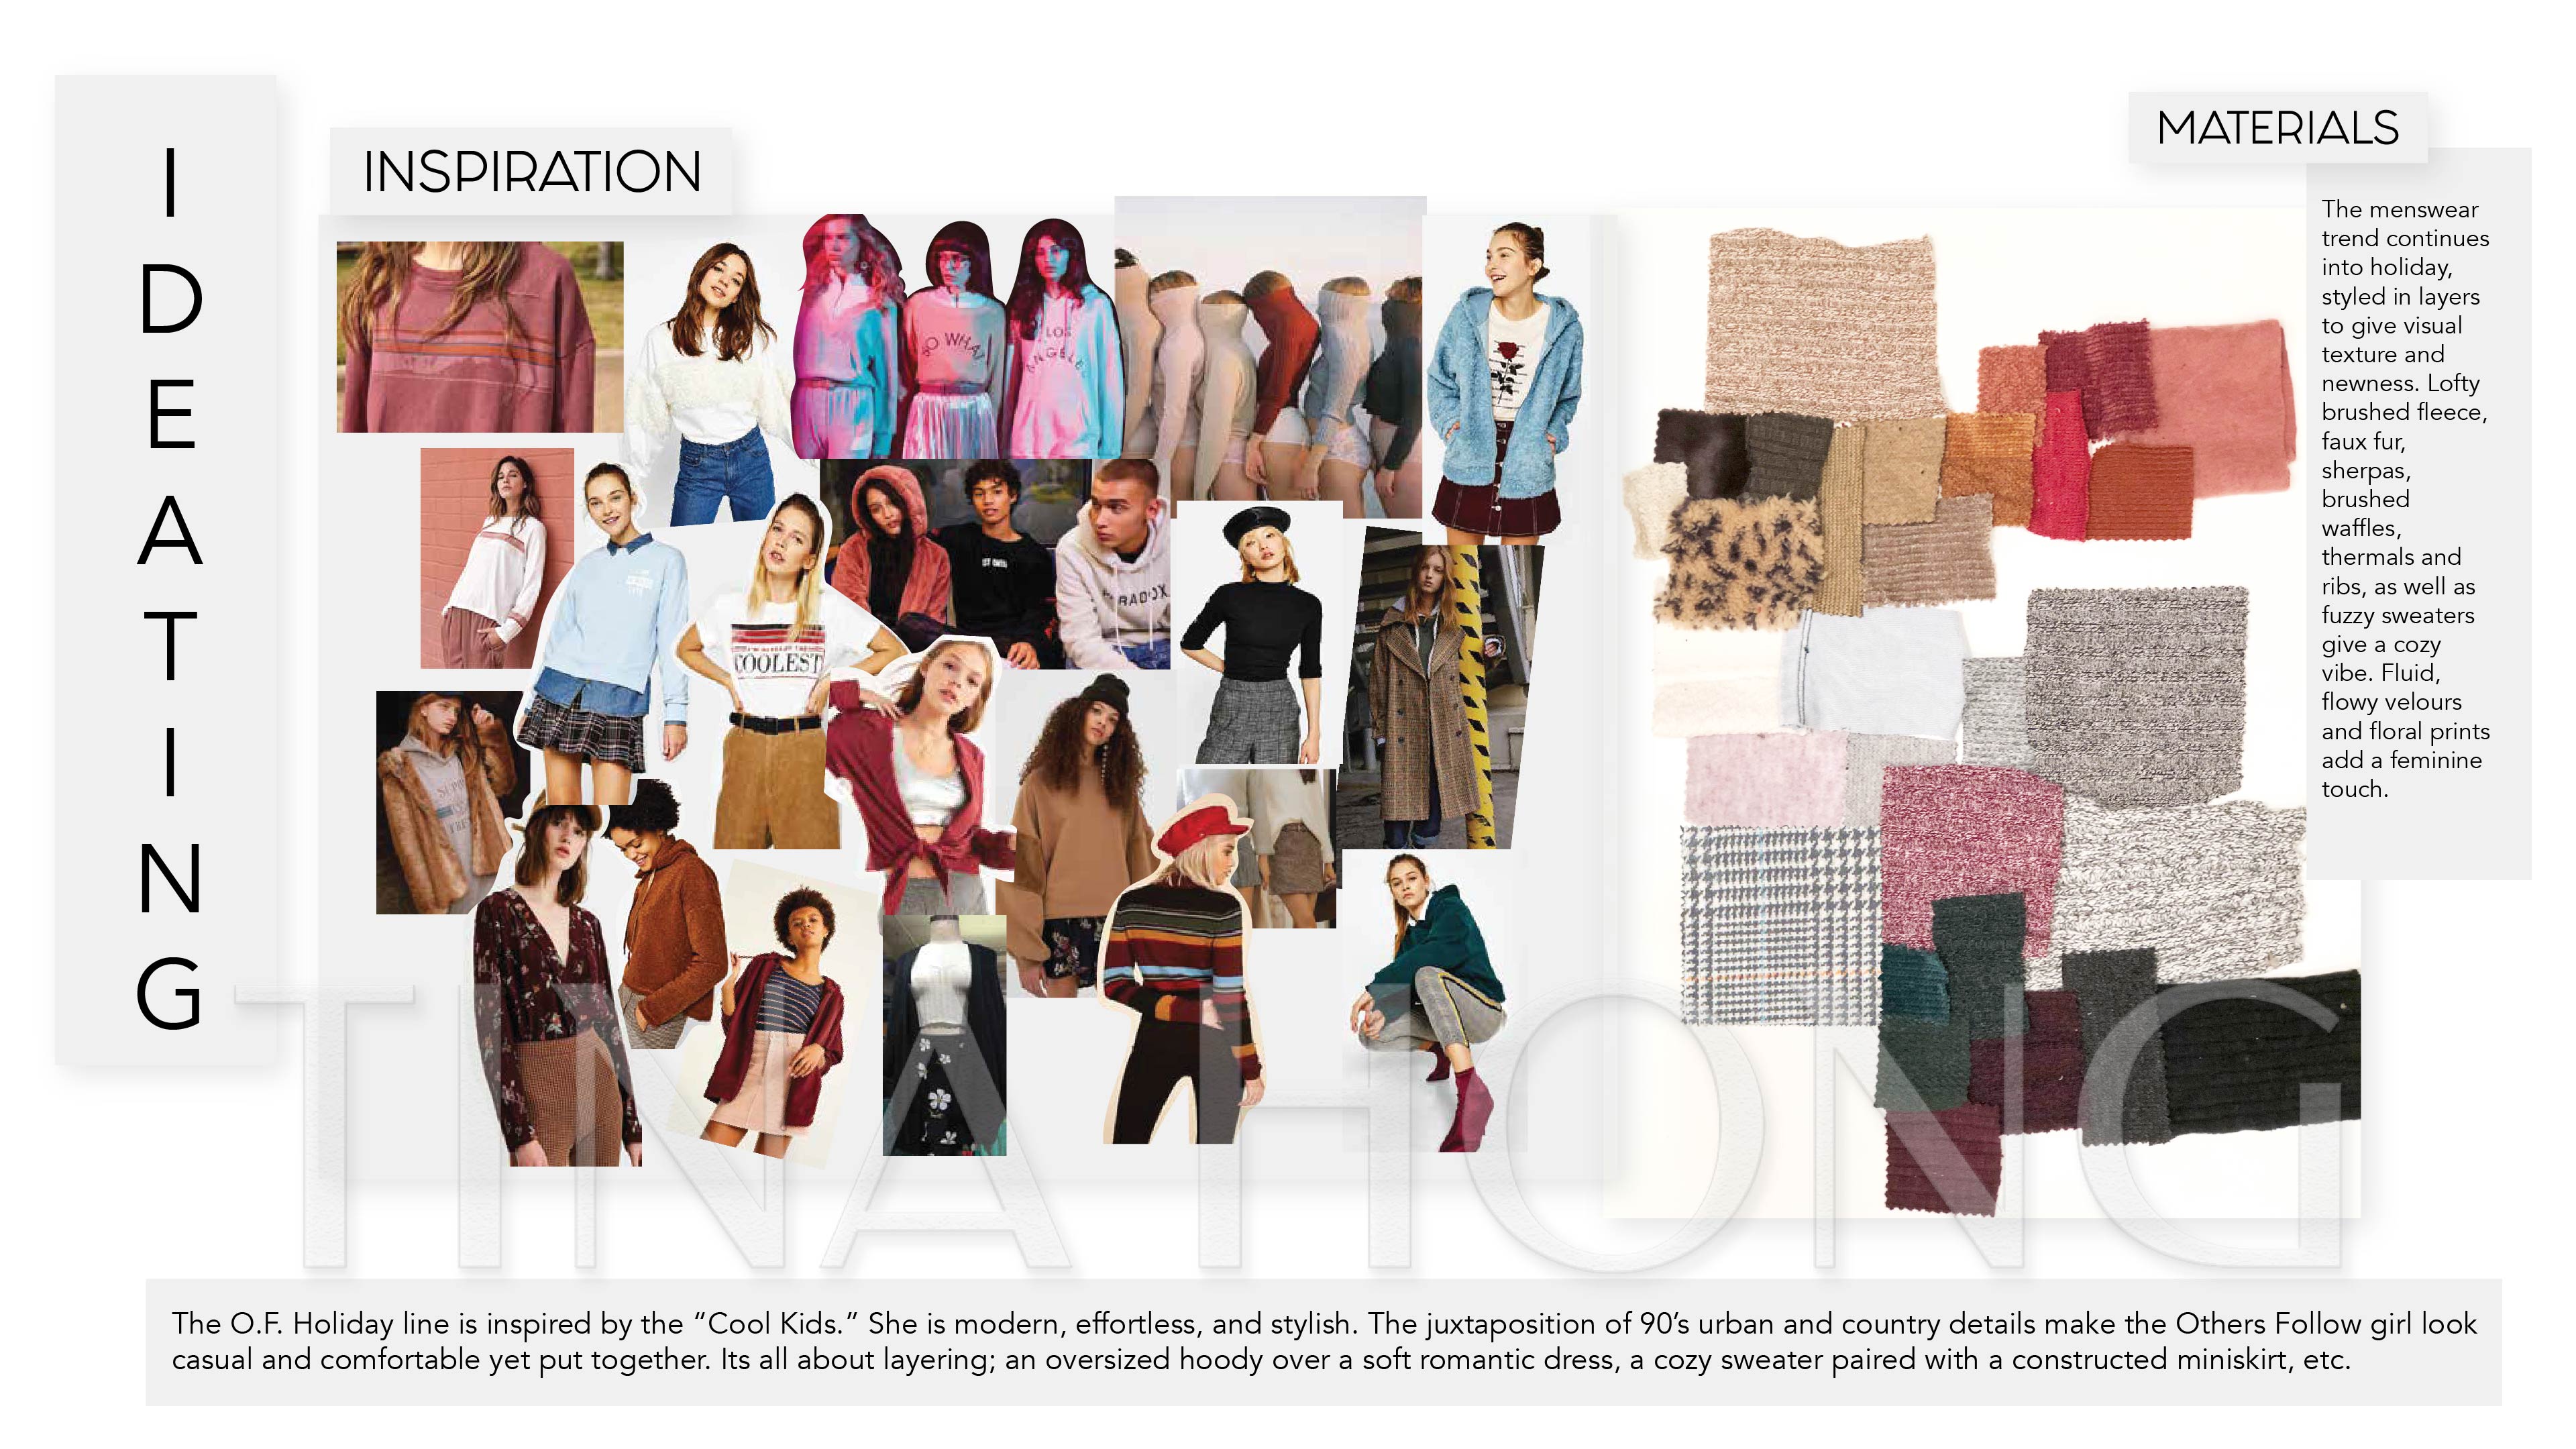 IDEATING
INSPIRATION
MATERIALS
SO WHAT
LOS
ANGELES
COOLEST
The menswear
trend continues
into holiday,
styled in layers
to give visual
texture and
newness. Lofty
brushed fleece,
faux fur,
sherpas,
brushed
waffles,
thermals and
ribs, as well as
fuzzy sweaters
give a cozy
vibe. Fluid,
flowy velours
and floral prints
add a feminine
touch.
TINA HONG
The O.F. Holiday line is inspired by the “Cool Kids.” She is modern, effortless, and stylish. The juxtaposition of 90’s urban and country details make the Others Follow girl look
casual and comfortable yet put together. Its all about layering; an oversized hoody over a soft romantic dress, a cozy sweater paired with a constructed miniskirt, etc.